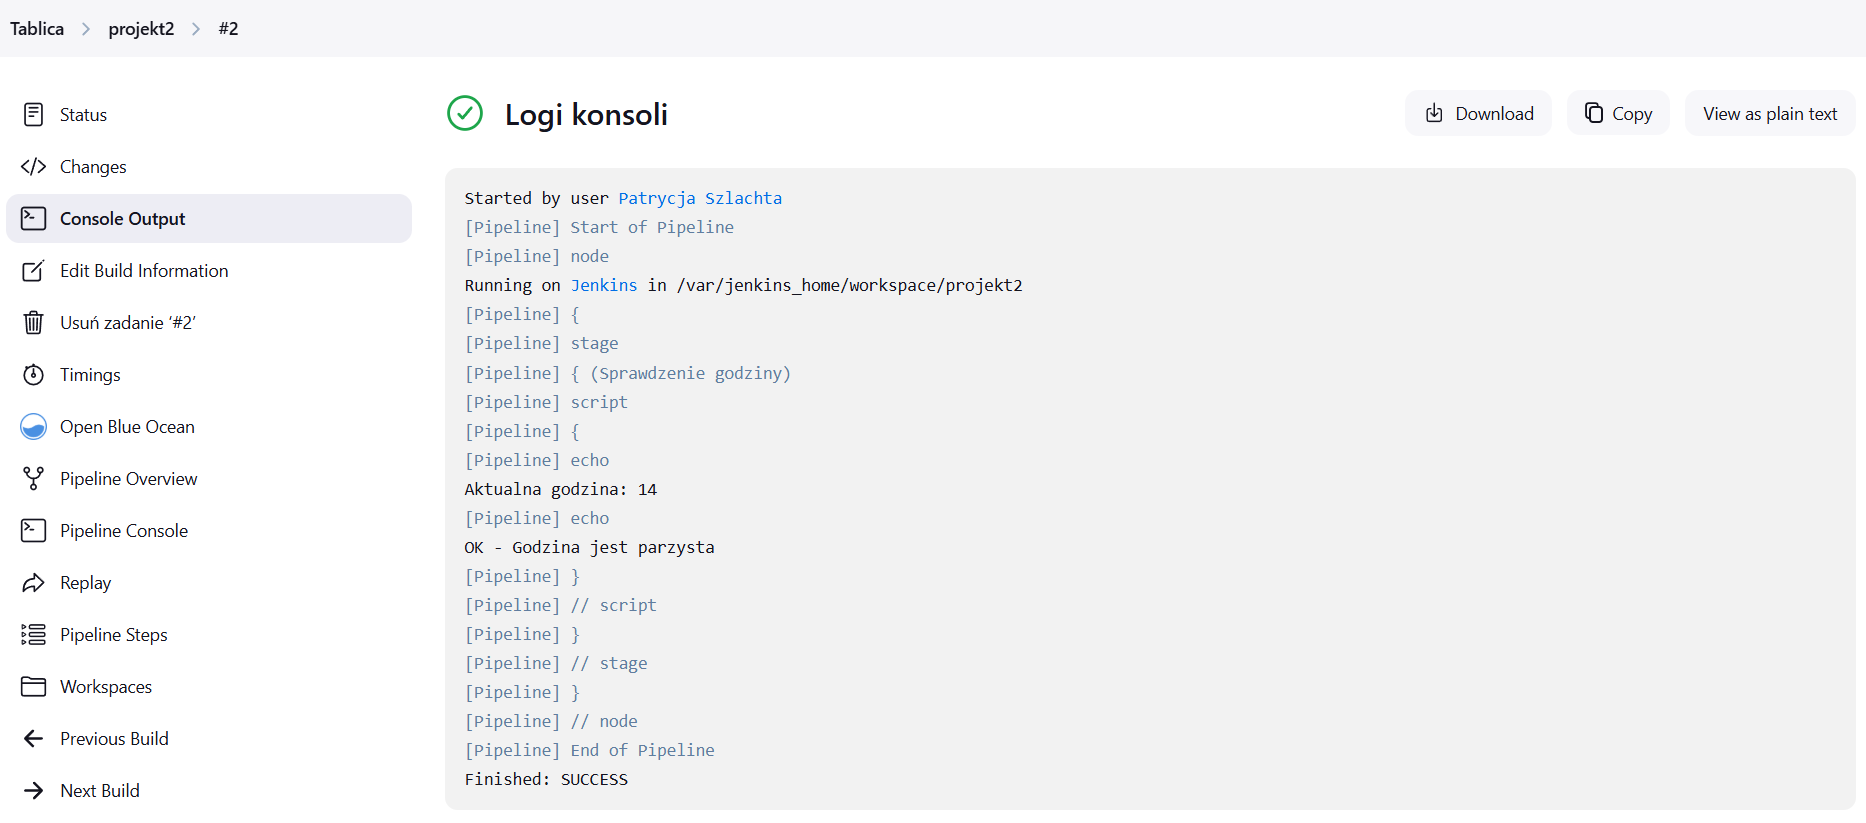 Tablica > projekt2 > #2
Status
Changes
Console Output
Edit Build Information
Usuń zadanie ‘#2’
Timings
Open Blue Ocean
Pipeline Overview
Pipeline Console
Replay
Pipeline Steps
Workspaces
Previous Build
Next Build
Logi konsoli
Download
Copy
View as plain text
Started by user Patrycja Szlachta
[Pipeline] Start of Pipeline
[Pipeline] node
Running on Jenkins in /var/jenkins_home/workspace/projekt2
[Pipeline] {
[Pipeline] stage
[Pipeline] { (Sprawdzenie godziny)
[Pipeline] script
[Pipeline] {
[Pipeline] echo
Aktualna godzina: 14
[Pipeline] echo
OK - Godzina jest parzysta
[Pipeline] }
[Pipeline] // script
[Pipeline] }
[Pipeline] // stage
[Pipeline] }
[Pipeline] // node
[Pipeline] End of Pipeline
Finished: SUCCESS